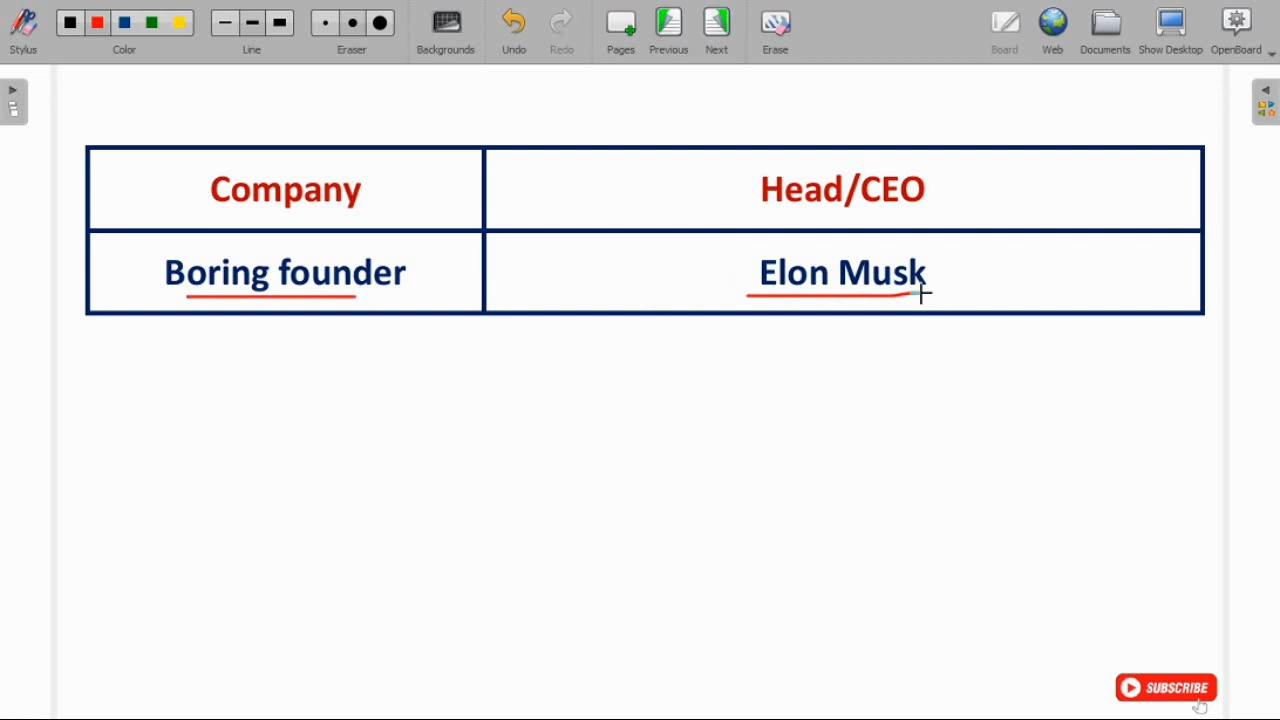 Stylus
Color
Line
Eraser
Backgrounds
Undo
Redo
Pages
Previous
Next
Erase
Board
Web
Documents
Show Desktop
OpenBoard
Company
Head/CEO
Boring founder
Elon Musk
SUBSCRIBE